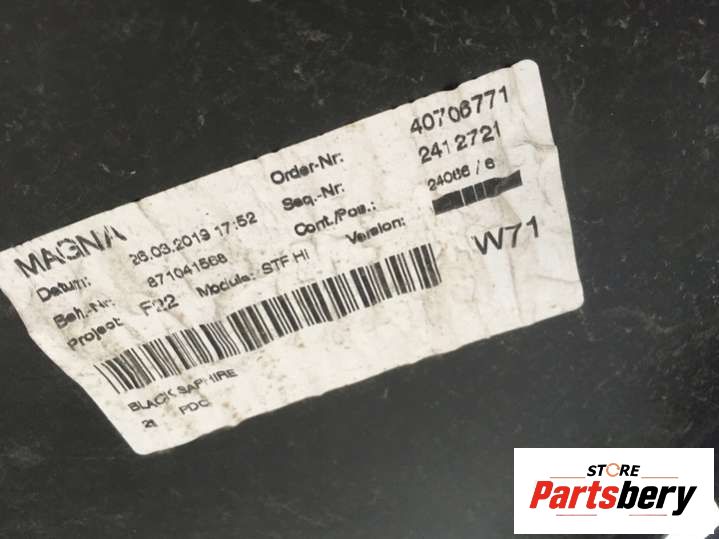 MAGNA
Datum: 26.03.2019 17:52
Order-Nr: 40706771
Beh.-Nr: 871041568
Seq.-Nr: 2412721
Project: F22 Module: STF HI
Cont./Pos.: 24086 / 6
Version:
W71
BLACK SAPHIRE
PDC
STORE
Partsbery